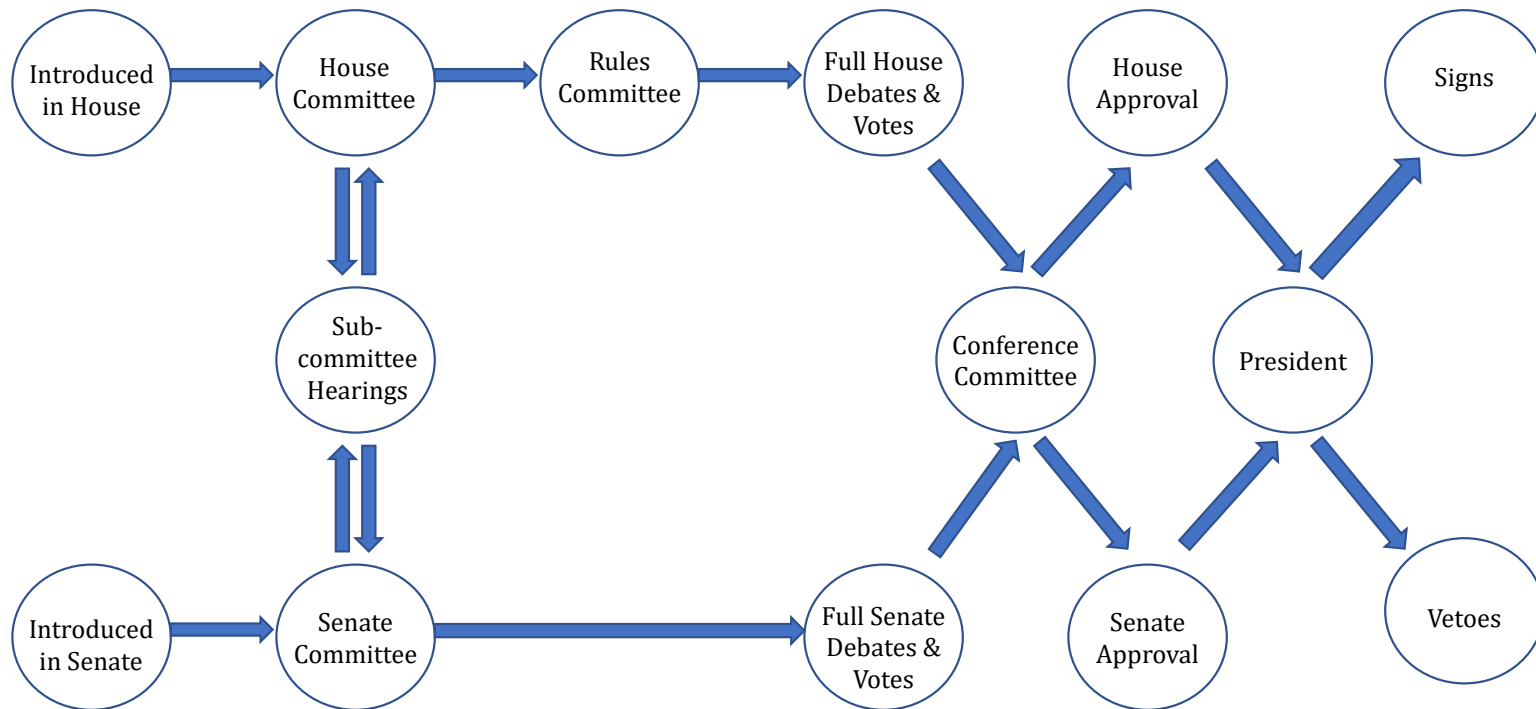 Introduced
in House
House
Committee
Rules
Committee
Full House
Debates &
Votes
House
Approval
Signs
Sub-
committee
Hearings
Conference
Committee
President
Introduced
in Senate
Senate
Committee
Full Senate
Debates &
Votes
Senate
Approval
Vetoes